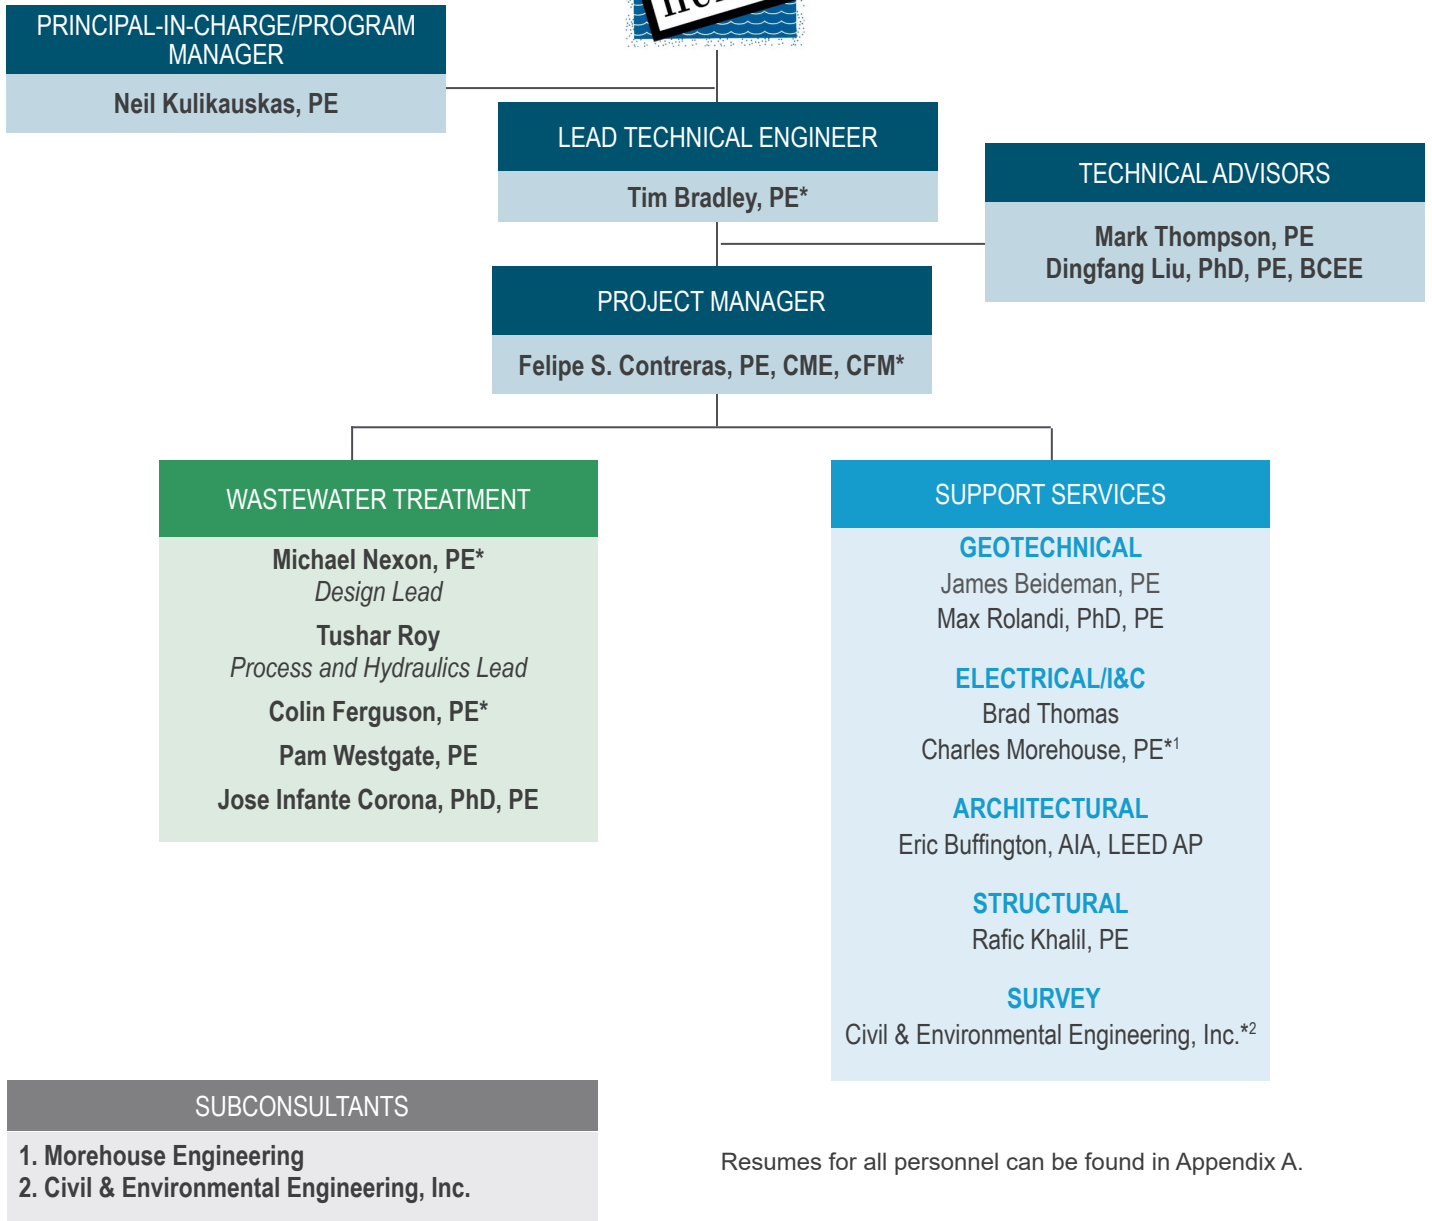 PRINCIPAL-IN-CHARGE/PROGRAM
MANAGER
Neil Kulikauskas, PE
LEAD TECHNICAL ENGINEER
Tim Bradley, PE*
TECHNICAL ADVISORS
Mark Thompson, PE
Dingfang Liu, PhD, PE, BCEE
PROJECT MANAGER
Felipe S. Contreras, PE, CME, CFM*
WASTEWATER TREATMENT
Michael Nexon, PE*
Design Lead
Tushar Roy
Process and Hydraulics Lead
Colin Ferguson, PE*
Pam Westgate, PE
Jose Infante Corona, PhD, PE
SUPPORT SERVICES
GEOTECHNICAL
James Beideman, PE
Max Rolandi, PhD, PE
ELECTRICAL/I&C
Brad Thomas
Charles Morehouse, PE*1
ARCHITECTURAL
Eric Buffington, AIA, LEED AP
STRUCTURAL
Rafic Khalil, PE
SURVEY
Civil & Environmental Engineering, Inc.*2
SUBCONSULTANTS
1. Morehouse Engineering
2. Civil & Environmental Engineering, Inc.
Resumes for all personnel can be found in Appendix A.